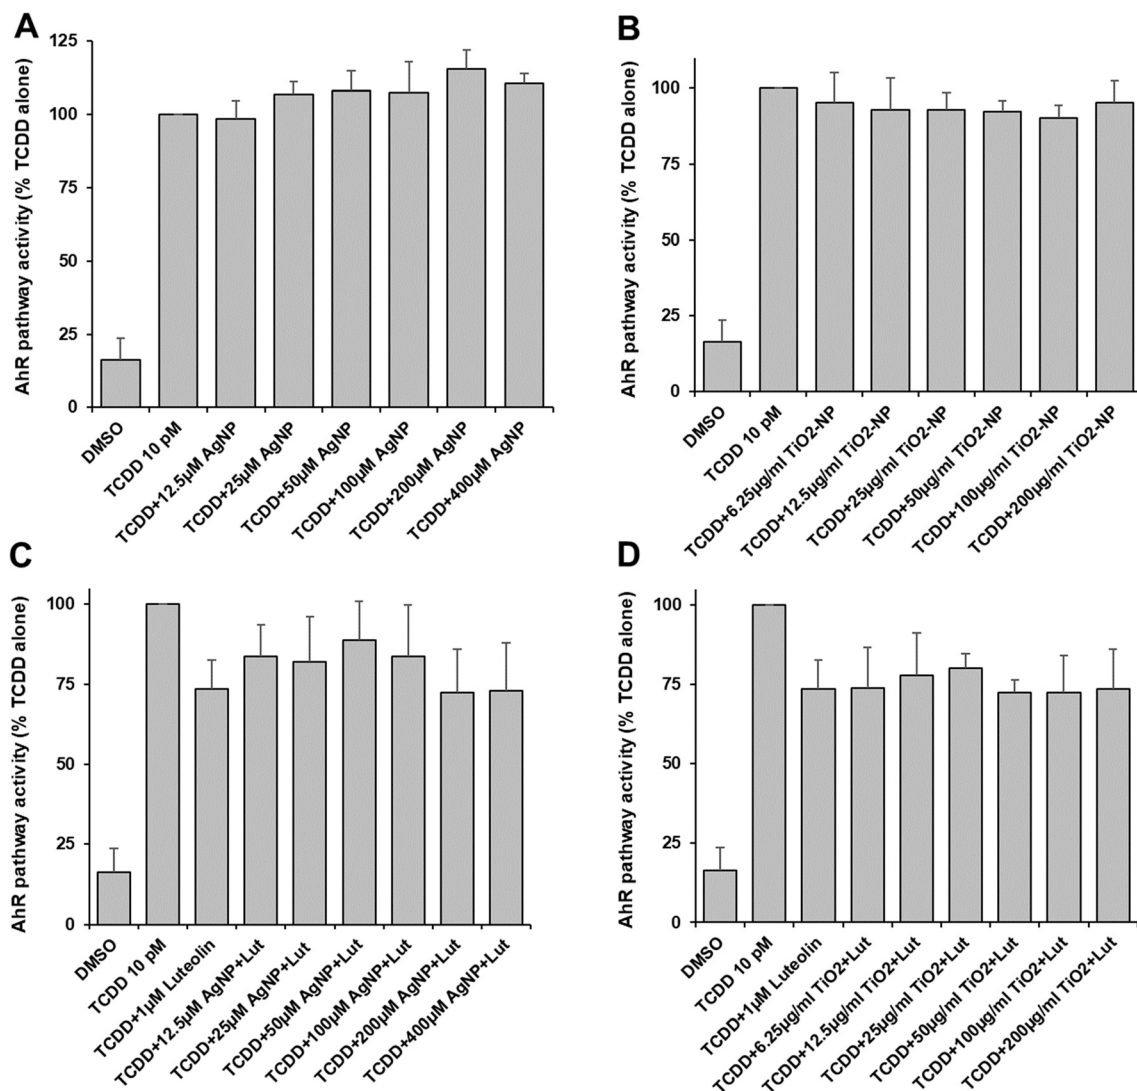 A
AhR pathway activity (% TCDD alone)
125
100
75
50
25
0
DMSO
TCDD 10 pM
TCDD+12.5µM AgNP
TCDD+25µM AgNP
TCDD+50µM AgNP
TCDD+100µM AgNP
TCDD+200µM AgNP
TCDD+400µM AgNP
B
AhR pathway activity (% TCDD alone)
100
75
50
25
0
DMSO
TCDD 10 pM
TCDD+6.25µg/ml TiO2-NP
TCDD+12.5µg/ml TiO2-NP
TCDD+25µg/ml TiO2-NP
TCDD+50µg/ml TiO2-NP
TCDD+100µg/ml TiO2-NP
TCDD+200µg/ml TiO2-NP
C
AhR pathway activity (% TCDD alone)
100
75
50
25
0
DMSO
TCDD 10 pM
TCDD+1µM Luteolin
TCDD+12.5µM AgNP+Lut
TCDD+25µM AgNP+Lut
TCDD+50µM AgNP+Lut
TCDD+100µM AgNP+Lut
TCDD+200µM AgNP+Lut
TCDD+400µM AgNP+Lut
D
AhR pathway activity (% TCDD alone)
100
75
50
25
0
DMSO
TCDD 10 pM
TCDD+1µM Luteolin
TCDD+6.25µg/ml TiO2+Lut
TCDD+12.5µg/ml TiO2+Lut
TCDD+25µg/ml TiO2+Lut
TCDD+50µg/ml TiO2+Lut
TCDD+100µg/ml TiO2+Lut
TCDD+200µg/ml TiO2+Lut